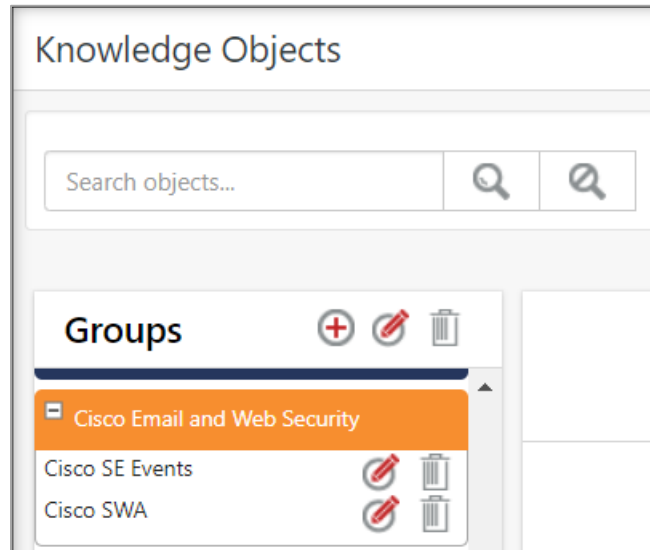 Knowledge Objects
Search objects...
Groups
Cisco Email and Web Security
Cisco SE Events
Cisco SWA